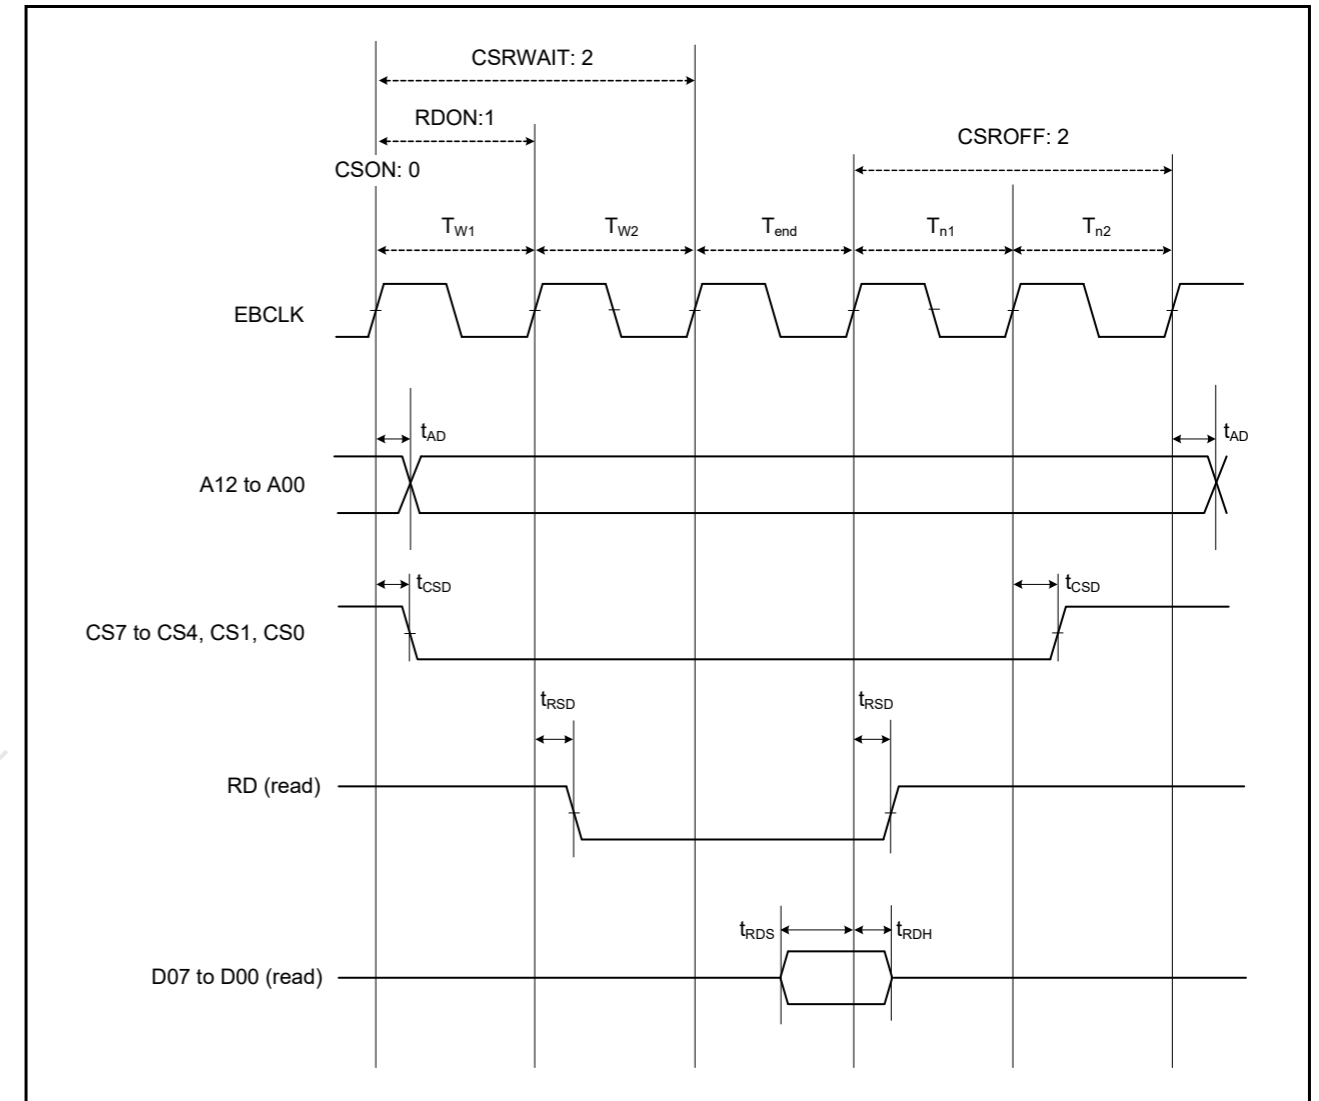 CSRWAIT: 2
RDON:1
CSROFF: 2
CSON: 0
TW1 TW2 Tend Tn1 Tn2
EBCLK
tAD tAD
A12 to A00
tCSD tCSD
CS7 to CS4, CS1, CS0
tRSD tRSD
RD (read)
tRDS tRDH
D07 to D00 (read)